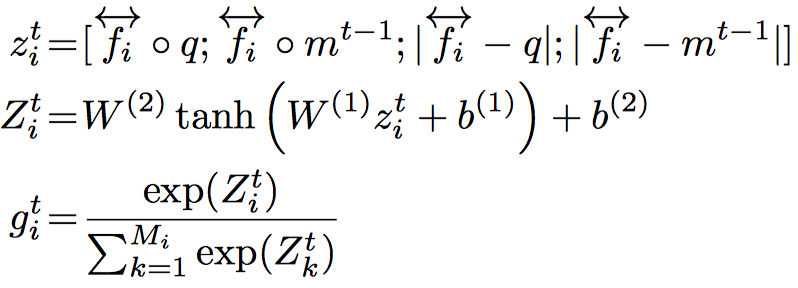 $z_i^t = [\overleftrightarrow{f_i} \circ q; \overleftrightarrow{f_i} \circ m^{t-1}; |\overleftrightarrow{f_i} - q|; |\overleftrightarrow{f_i} - m^{t-1}|]$
$Z_i^t = W^{(2)} \tanh\left(W^{(1)} z_i^t + b^{(1)}\right) + b^{(2)}$
$g_i^t = \frac{\exp(Z_i^t)}{\sum_{k=1}^{M_i} \exp(Z_k^t)}$